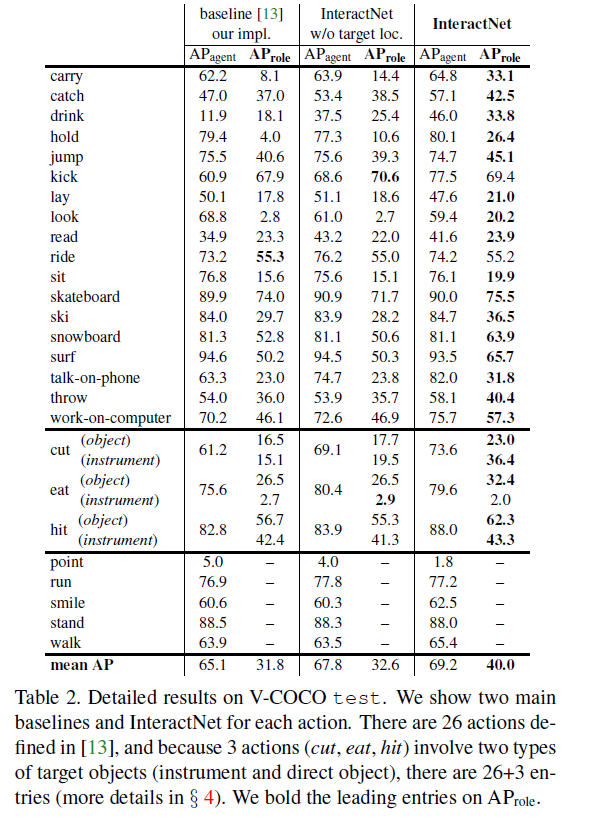 baseline [13] InteractNet InteractNet
our impl. w/o target loc.
APagent AProle APagent AProle APagent AProle
carry 62.2 8.1 63.9 14.4 64.8 33.1
catch 47.0 37.0 53.4 38.5 57.1 42.5
drink 11.9 18.1 37.5 25.4 46.0 33.8
hold 79.4 4.0 77.3 10.6 80.1 26.4
jump 75.5 40.6 75.6 39.3 74.7 45.1
kick 60.9 67.9 68.6 70.6 77.5 69.4
lay 50.1 17.8 51.1 18.6 47.6 21.0
look 68.8 2.8 61.0 2.7 59.4 20.2
read 34.9 23.3 43.2 22.0 41.6 23.9
ride 73.2 55.3 76.2 55.0 74.2 55.2
sit 76.8 15.6 75.6 15.1 76.1 19.9
skateboard 89.9 74.0 90.9 71.7 90.0 75.5
ski 84.0 29.7 83.9 28.2 84.7 36.5
snowboard 81.3 52.8 81.1 50.6 81.1 63.9
surf 94.6 50.2 94.5 50.3 93.5 65.7
talk-on-phone 63.3 23.0 74.7 23.8 82.0 31.8
throw 54.0 36.0 53.9 35.7 58.1 40.4
work-on-computer 70.2 46.1 72.6 46.9 75.7 57.3
(object) 16.5 17.7 23.0
cut 61.2 69.1 73.6
(instrument) 15.1 19.5 36.4
(object) 26.5 26.5 32.4
eat 75.6 80.4 79.6
(instrument) 2.7 2.9 2.0
(object) 56.7 55.3 62.3
hit 82.8 83.9 88.0
(instrument) 42.4 41.3 43.3
point 5.0 – 4.0 – 1.8 –
run 76.9 – 77.8 – 77.2 –
smile 60.6 – 60.3 – 62.5 –
stand 88.5 – 88.3 – 88.0 –
walk 63.9 – 63.5 – 65.4 –
mean AP 65.1 31.8 67.8 32.6 69.2 40.0
Table 2. Detailed results on V-COCO test. We show two main
baselines and InteractNet for each action. There are 26 actions de-
fined in [13], and because 3 actions (cut, eat, hit) involve two types
of target objects (instrument and direct object), there are 26+3 en-
tries (more details in § 4). We bold the leading entries on AProle.